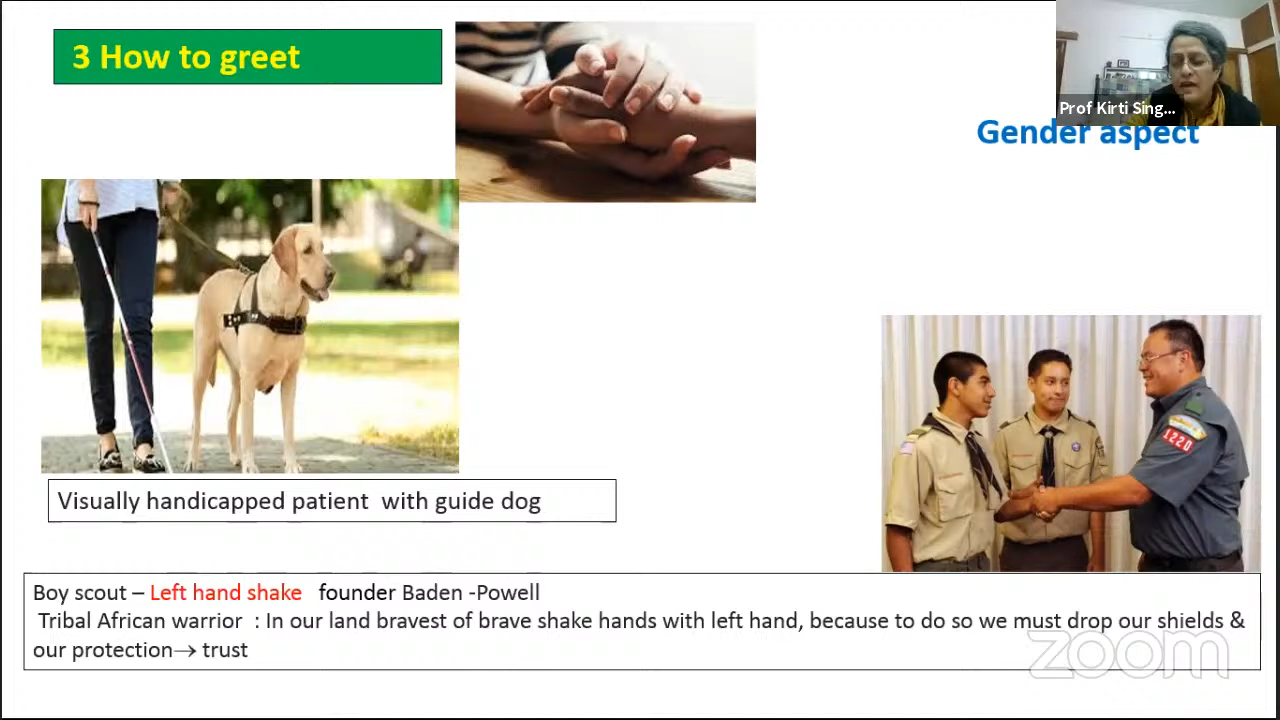 3 How to greet
Prof Kirti Sing...
Gender aspect
1220
Visually handicapped patient with guide dog
Boy scout – Left hand shake founder Baden -Powell
Tribal African warrior : In our land bravest of brave shake hands with left hand, because to do so we must drop our shields &
our protection→ trust
zoom